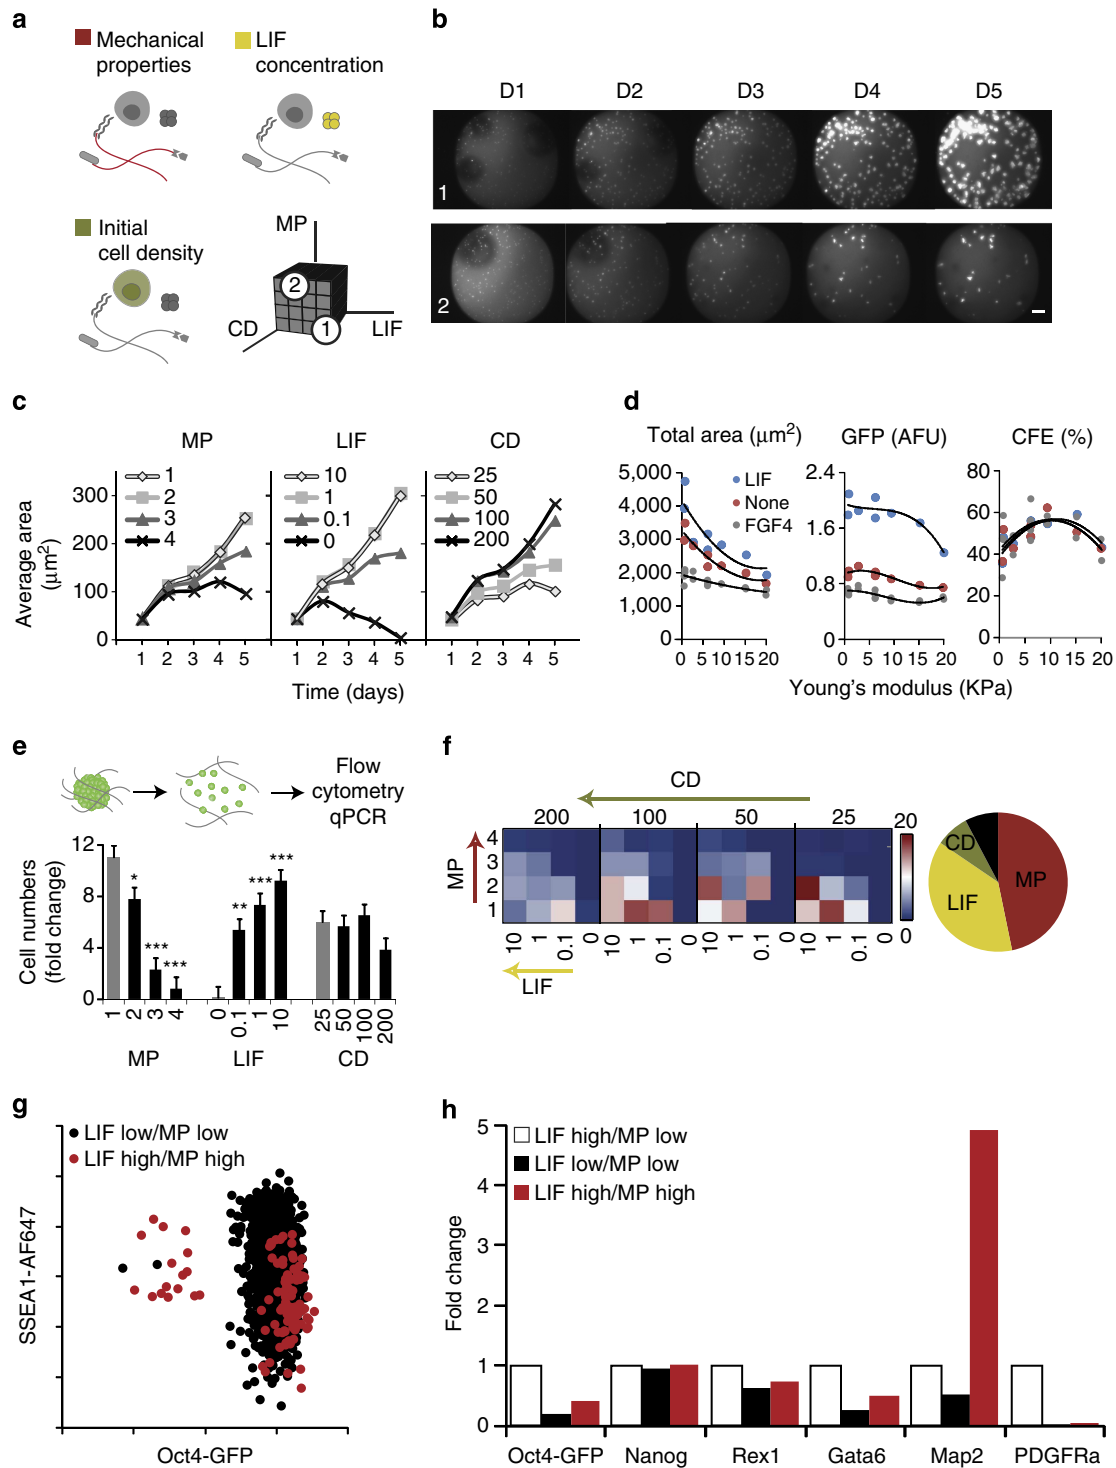 a
Mechanical
properties
LIF
concentration
Initial
cell density
MP
2
1
CD
LIF
b
D1 D2 D3 D4 D5
1
2
c
MP LIF CD
Average area
(μm²)
300
200
100
0
1
2
3
4
10
1
0.1
0
25
50
100
200
1 2 3 4 5 1 2 3 4 5 1 2 3 4 5
Time (days)
d
Total area (μm²) GFP (AFU) CFE (%)
5,000
4,000
3,000
2,000
1,000
0
LIF
None
FGF4
2.4
1.6
0.8
0
80
60
40
20
0
0 5 10 15 20 0 5 10 15 20 0 5 10 15 20
Young's modulus (KPa)
e
Flow
cytometry
qPCR
Cell numbers
(fold change)
12
8
4
0
* *** *** ** *** ***
1 2 3 4 0 0.1 1 10 25 50 100 200
MP LIF CD
f
CD
200 100 50 25 20
MP
4
3
2
1
0
10 1 0.1 0 10 1 0.1 0 10 1 0.1 0 10 1 0.1 0
LIF
CD
MP
LIF
g
LIF low/MP low
LIF high/MP high
SSEA1-AF647
Oct4-GFP
h
LIF high/MP low
LIF low/MP low
LIF high/MP high
Fold change
5
4
3
2
1
0
Oct4-GFP Nanog Rex1 Gata6 Map2 PDGFRa